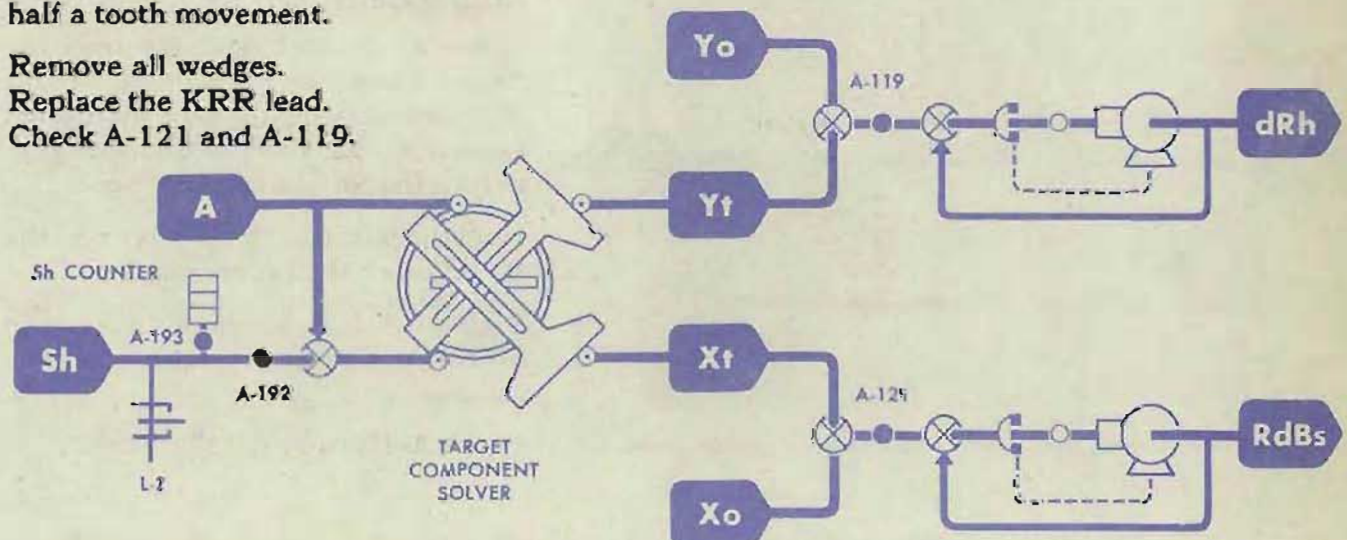 half a tooth movement.
Remove all wedges.
Replace the KRR lead.
Check A-121 and A-119.
Yo
A-119
dRh
A
Yt
Sh COUNTER
A-193
Sh
A-192
Xt
A-121
RdBs
L-2
TARGET
COMPONENT
SOLVER
Xo